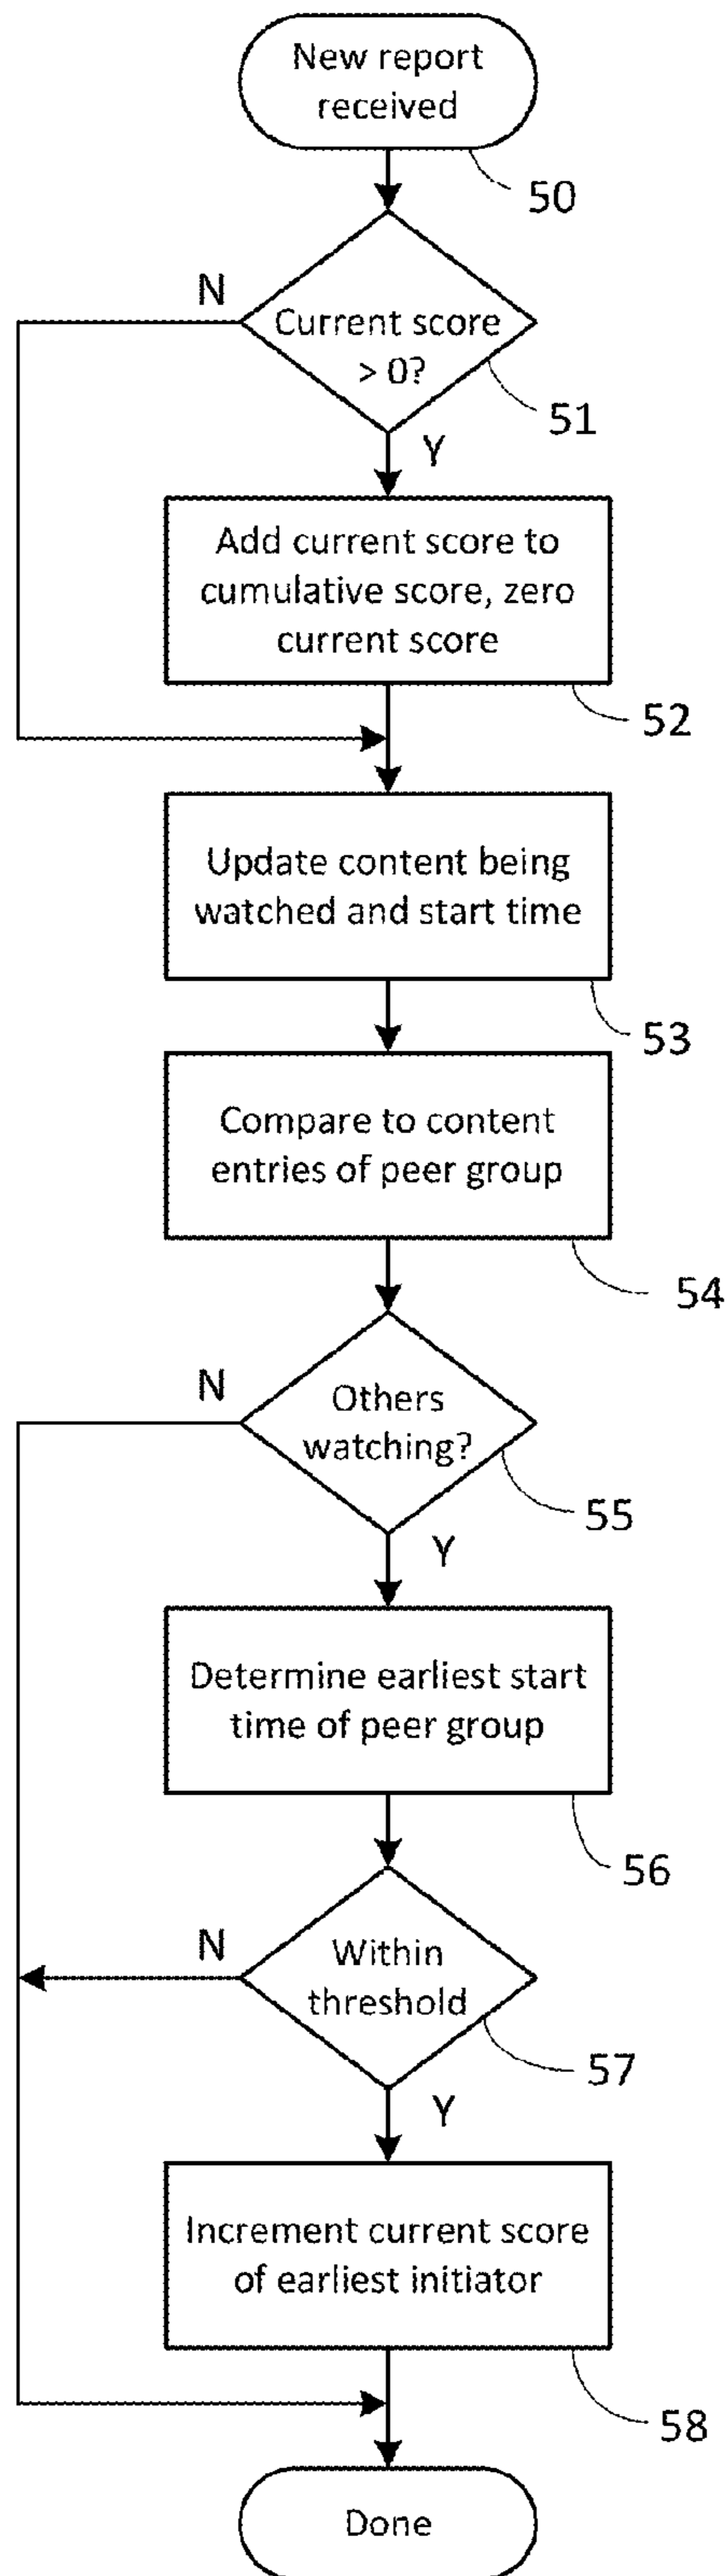 New report
received
50
N
Current score
> 0?
51
Y
Add current score to
cumulative score, zero
current score
52
Update content being
watched and start time
53
Compare to content
entries of peer group
54
N
Others
watching?
55
Y
Determine earliest start
time of peer group
56
N
Within
threshold
57
Y
Increment current score
of earliest initiator
58
Done